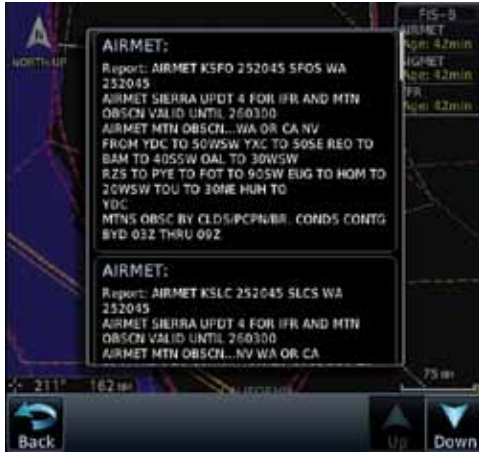 FIS-B
AIRMET
Age: 42min
SIGMET
Age: 42min
TFR
Age: 42min
NORTH UP
AIRMET:
Report: AIRMET KSFO 252045 SFOS WA
252045
AIRMET SIERRA UPDT 4 FOR IFR AND MTN
OBSCN VALID UNTIL 260300
AIRMET MTN OBSCN...WA OR CA NV
FROM YDC TO 50WSW YXC TO 50SE REO TO
BAM TO 40SSW OAL TO 30WSW
RZS TO PYE TO FOT TO 90SW EUG TO HQM TO
20WSW TOU TO 30NE HUH TO
YDC
MTNS OBSC BY CLDS/PCPN/BR. CONDS CONTG
BYD 03Z THRU 09Z
AIRMET:
Report: AIRMET KSLC 252045 SLCS WA
252045
AIRMET SIERRA UPDT 4 FOR IFR AND MTN
OBSCN VALID UNTIL 260300
AIRMET MTN OBSCN...NV WA OR CA
211° 162 NM
75 NM
Back
Up
Down